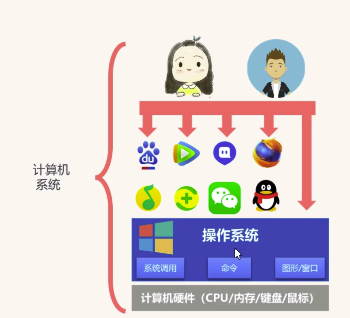 计算机
系统
du
操作系统
系统调用
命令
图形/窗口
计算机硬件（CPU/内存/键盘/鼠标）